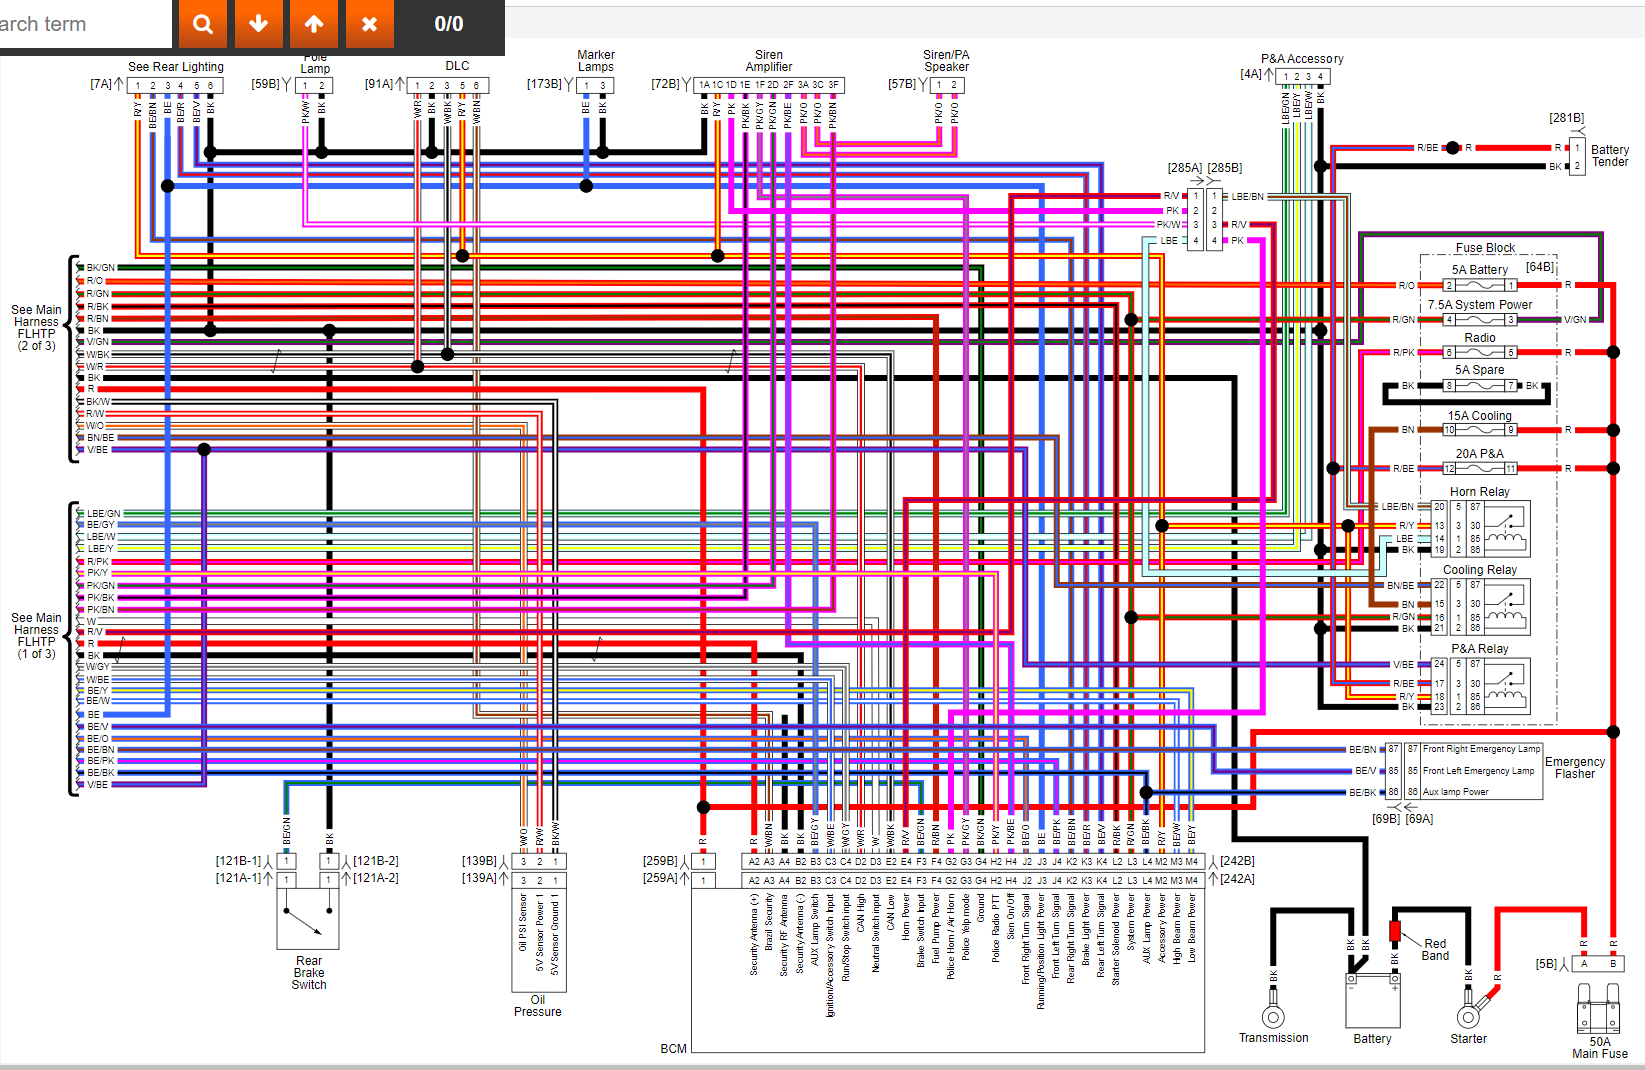 arch term
0/0
See Rear Lighting
[7A]
1 2 3 4 5 6
Pole
Lamp
[59B]
1 2
DLC
[91A]
1 2 3 5 6
Marker
Lamps
[173B]
1 3
Siren
Amplifier
[72B]
1A 1C 1D 1E 1F 2D 2F 3A 3C 3F
Siren/PA
Speaker
[57B]
1 2
P&A Accessory
[4A]
1 2 3 4
R/Y BE/BN BE BE/R BE/V BK
PK/W BK
W/R BK W/BK R/Y W/BN
BE BK
BK R/Y PK PK/BK PK/GY PK/GN PK/BE PK/O PK/O PK/BN
PK/O PK/O
LBE/GN LBE/Y LBE/W BK
[281B]
R/BE R R 1
BK 2
Battery
Tender
[285A] [285B]
R/V 1 1 LBE/BN
PK 2 2
PK/W 3 3 R/V
LBE 4 4 PK
Fuse Block
[64B]
5A Battery
R/O 2 1 R
7.5A System Power
R/GN 4 3 V/GN
Radio
R/PK 6 5 R
5A Spare
BK 8 7 BK
15A Cooling
BN 10 9 R
20A P&A
R/BE 12 11 R
Horn Relay
LBE/BN 20 5 87
R/Y 13 3 30
LBE 14 1 85
BK 19 2 86
Cooling Relay
BN/BE 22 5 87
BN 15 3 30
R/GN 16 1 85
BK 21 2 86
P&A Relay
V/BE 24 5 87
R/BE 17 3 30
R/Y 18 1 85
BK 23 2 86
BE/BN 87 87 Front Right Emergency Lamp
BE/V 85 85 Front Left Emergency Lamp
BE/BK 86 86 Aux lamp Power
Emergency
Flasher
[69B] [69A]
See Main
Harness
FLHTP
(2 of 3)
BK/GN
R/O
R/GN
R/BK
R/BN
BK
V/GN
W/BK
W/R
BK
R
BK/W
R/W
W/O
BN/BE
V/BE
See Main
Harness
FLHTP
(1 of 3)
LBE/GN
BE/GY
LBE/W
LBE/Y
R/PK
PK/Y
PK/GN
PK/BK
PK/BN
W
R/V
R
BK
W/GY
W/BE
BE/Y
BE/W
BE
BE/V
BE/O
BE/BN
BE/PK
BE/BK
V/BE
BE/GN BK
[121B-1] 1 1 [121B-2]
[121A-1] 1 1 [121A-2]
Rear
Brake
Switch
W/O R/W BK/W
[139B] 3 2 1
[139A] 3 2 1
Oil PSI Sensor
5V Sensor Power 1
5V Sensor Ground 1
Oil
Pressure
R W/BN BK BK BE/GY W/BE W/GY W/R W W/BK R/V BE/GN R/BN PK PK/GY BK/GN PK/Y PK/BE BE/O BE BE/PK BE/BN BE/R BE/V R/BK R/GN BE/BK R/Y BE/W BE/Y
R
[259B] 1
[259A] 1
A2 A3 A4 B2 B3 C3 C4 D2 D3 E2 E4 F3 F4 G2 G3 G4 H2 H4 J2 J3 J4 K2 K3 K4 L2 L3 L4 M2 M3 M4 [242B]
A2 A3 A4 B2 B3 C3 C4 D2 D3 E2 E4 F3 F4 G2 G3 G4 H2 H4 J2 J3 J4 K2 K3 K4 L2 L3 L4 M2 M3 M4 [242A]
Security Antenna (+)
Brazil Security
Security RF Antenna
Security Antenna (-)
AUX Lamp Switch
Ignition/Accessory Switch Input
Run/Stop Switch input
CAN High
Neutral Switch input
CAN Low
Horn Power
Brake Switch Input
Fuel Pump Power
Police Horn / Air Horn
Police Yelp mode
Ground
Police Radio PTT
Sien On/Off
Front Right Turn Signal
Running/Position Light Power
Front Left Turn Signal
Rear Right Turn Signal
Brake Light Power
Rear Left Turn Signal
Starter Solenoid Power
System Power
AUX Lamp Power
Accessory Power
High Beam Power
Low Beam Power
BCM
BK BK BK BK BK R R R
Red
Band
[5B] A B
- +
Transmission
Battery
Starter
50A
Main Fuse